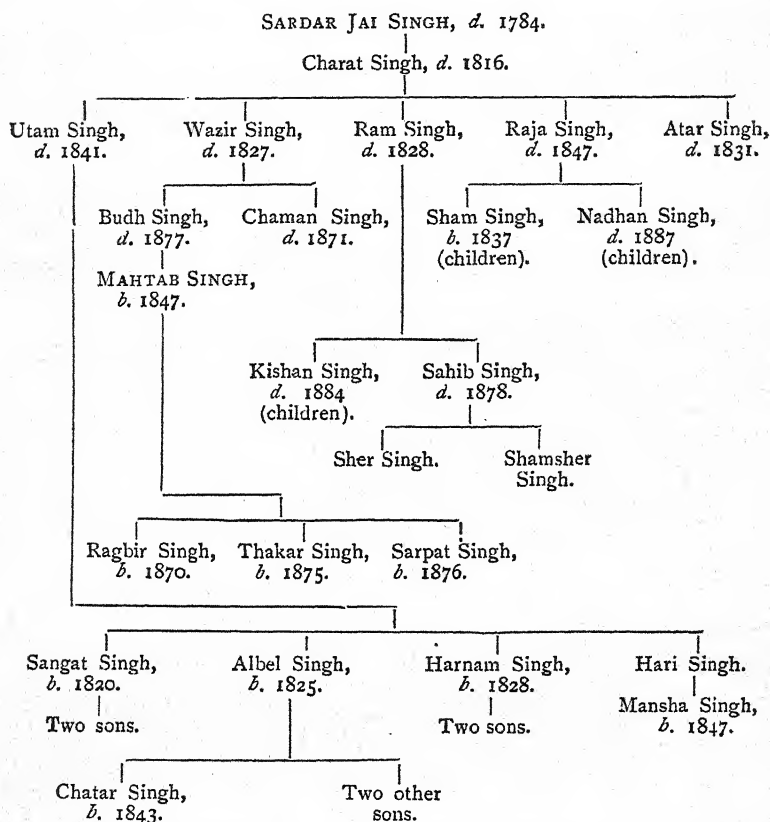 SARDAR JAI SINGH, d. 1784.
Charat Singh, d. 1816.
Utam Singh, Wazir Singh, Ram Singh, Raja Singh, Atar Singh,
d. 1841. d. 1827. d. 1828. d. 1847. d. 1831.
Budh Singh, Chaman Singh, Sham Singh, Nadhan Singh,
d. 1877. d. 1871. b. 1837 d. 1887
(children). (children).
MAHTAB SINGH,
b. 1847.
Kishan Singh, Sahib Singh,
d. 1884 d. 1878.
(children).
Sher Singh. Shamsher
Singh.
Ragbir Singh, Thakar Singh, Sarpat Singh,
b. 1870. b. 1875. b. 1876.
Sangat Singh, Albel Singh, Harnam Singh, Hari Singh.
b. 1820. b. 1825. b. 1828.
Two sons. Two sons. Mansha Singh,
b. 1847.
Chatar Singh, Two other
b. 1843. sons.